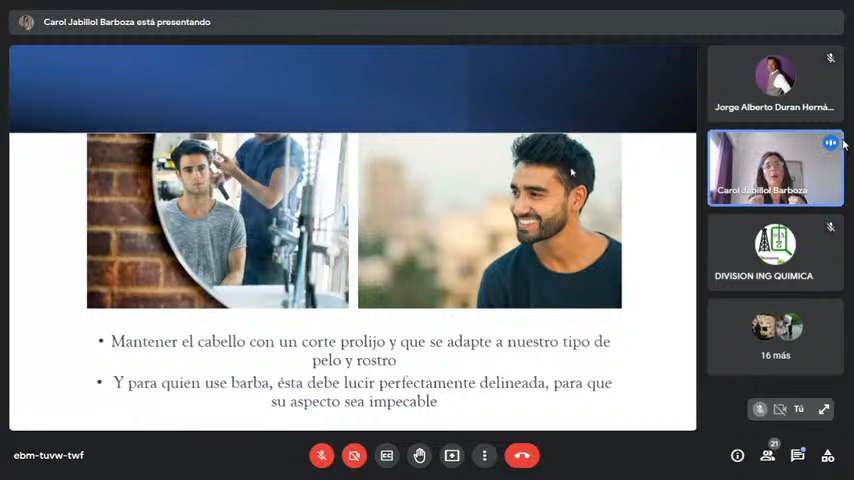 Carol Jabillol Barboza está presentando
Jorge Alberto Duran Herná...
Carol Jabillol Barboza
DIVISION ING QUIMICA
16 más
Tú
• Mantener el cabello con un corte prolijo y que se adapte a nuestro tipo de
pelo y rostro
• Y para quien use barba, ésta debe lucir perfectamente delineada, para que
su aspecto sea impecable
ebm-tuvw-twf
21